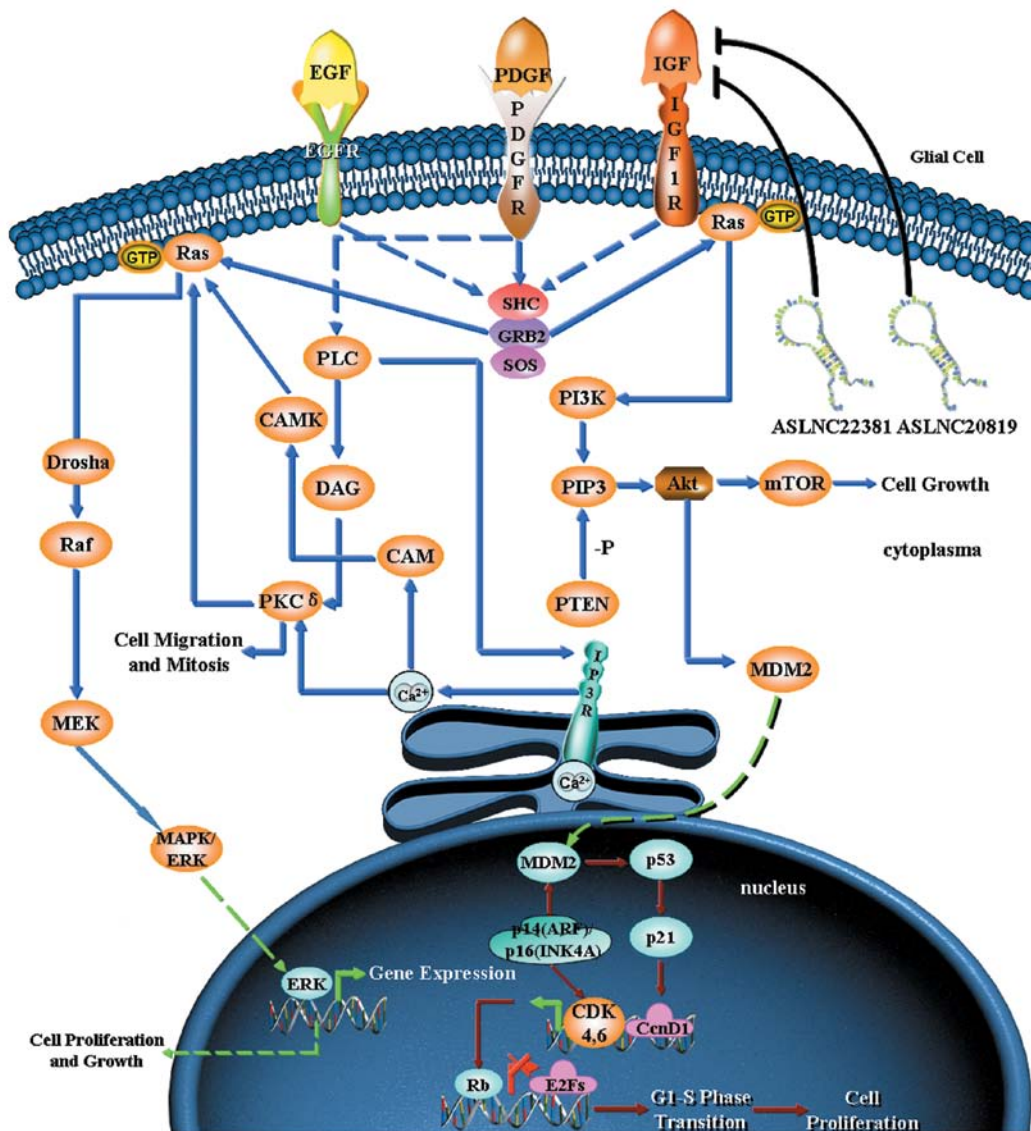 EGF
PDGF
IGF
EGFR
PDGFR
IGF1R
Glial Cell
GTP
Ras
Ras
GTP
SHC
GRB2
SOS
PLC
PI3K
CAMK
ASLNC22381 ASLNC20819
Drosha
DAG
PIP3
Akt
mTOR
Cell Growth
Raf
CAM
-P
cytoplasma
PKC δ
PTEN
Cell Migration
and Mitosis
IP3R
MDM2
Ca2+
MEK
Ca2+
MAPK/
ERK
MDM2
p53
nucleus
p14(ARF)/
p16(INK4A)
p21
ERK
Gene Expression
CDK
4,6
CcnD1
Cell Proliferation
and Growth
Rb
E2Fs
G1-S Phase
Transition
Cell
Proliferation